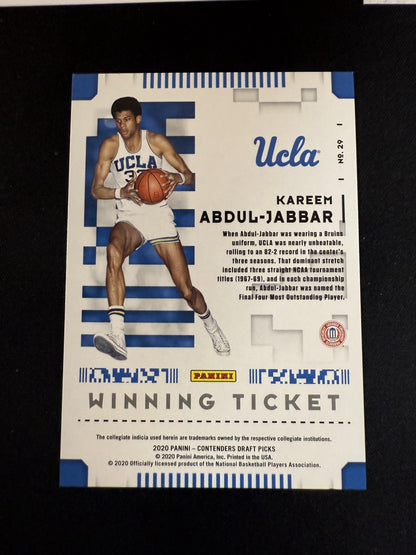 UCLA
3
Ucla
NO. 29
KAREEM
ABDUL-JABBAR
When Abdul-Jabbar was wearing a Bruins
uniform, UCLA was nearly unbeatable,
rolling to an 82-2 record in the center's
three seasons. That dominant stretch
included three straight NCAA tournament
titles (1967-69), and in each championship
run, Abdul-Jabbar was named the
Final Four Most Outstanding Player.
PANINI
WINNING TICKET
The collegiate indicia used herein are trademarks owned by the respective collegiate institutions.
2020 PANINI – CONTENDERS DRAFT PICKS
© 2020 Panini America, Inc. Printed in the USA.
© 2020 Officially licensed product of the National Basketball Players Association.